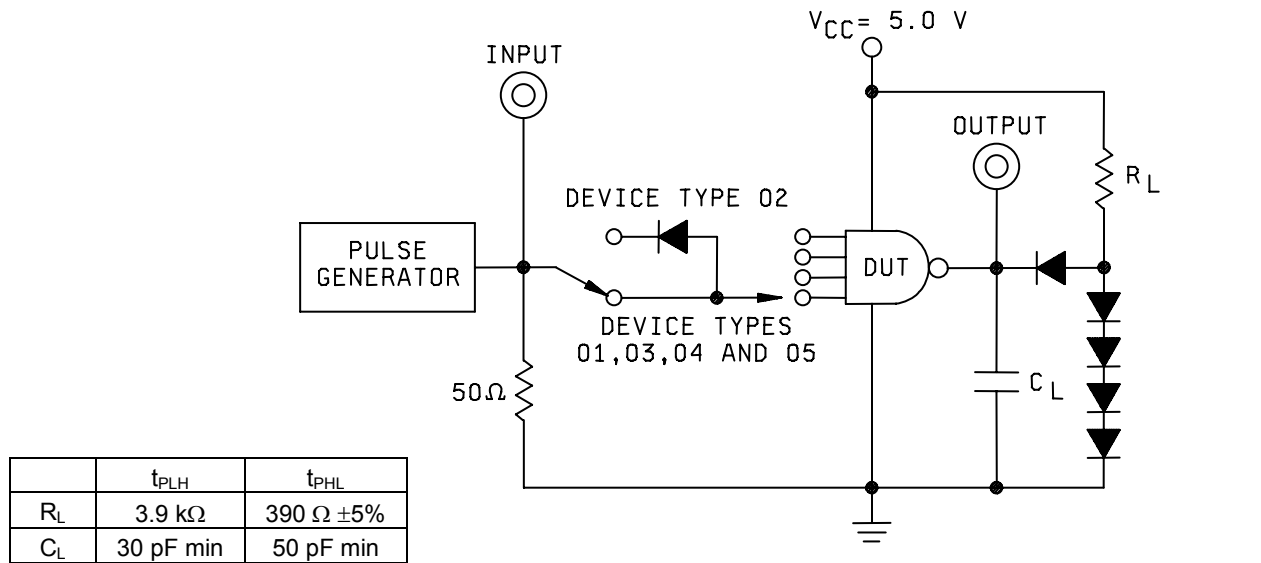 V_CC = 5.0 V
INPUT
OUTPUT
R_L
DEVICE TYPE 02
PULSE
GENERATOR
DUT
DEVICE TYPES
01,03,04 AND 05
50Ω
C_L
t_PLH t_PHL
R_L 3.9 kΩ 390 Ω ±5%
C_L 30 pF min 50 pF min